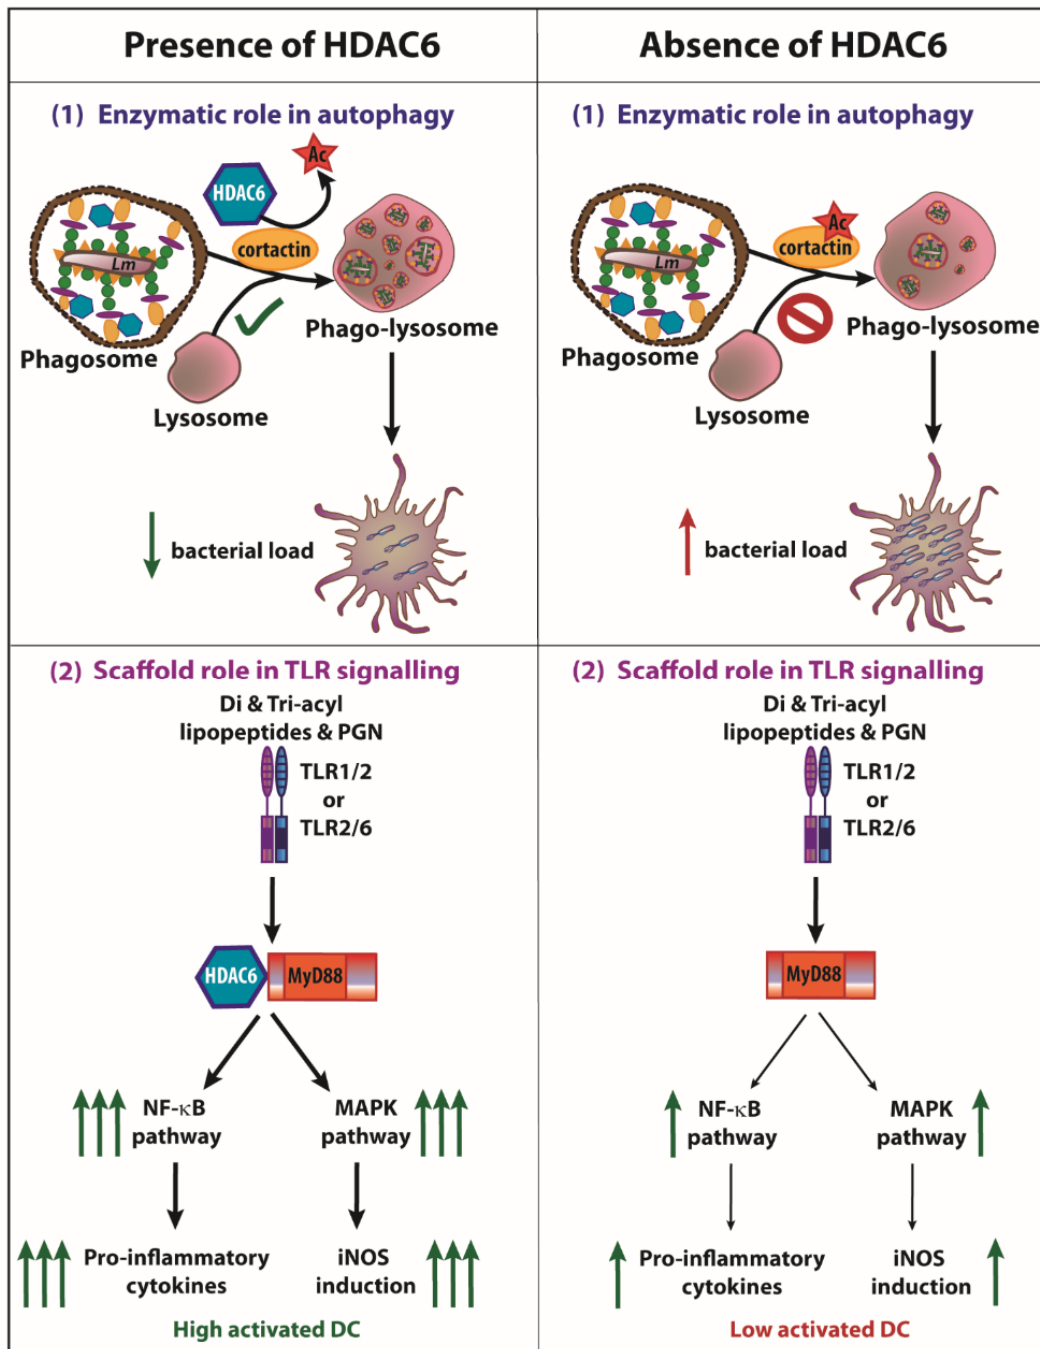 Presence of HDAC6
(1) Enzymatic role in autophagy
Ac
HDAC6
cortactin
Lm
Phagosome
Phago-lysosome
Lysosome
bacterial load
(2) Scaffold role in TLR signalling
Di & Tri-acyl
lipopeptides & PGN
TLR1/2
or
TLR2/6
HDAC6
MyD88
NF-κB
pathway
MAPK
pathway
Pro-inflammatory
cytokines
iNOS
induction
High activated DC
Absence of HDAC6
(1) Enzymatic role in autophagy
Ac
cortactin
Lm
Phagosome
Phago-lysosome
Lysosome
bacterial load
(2) Scaffold role in TLR signalling
Di & Tri-acyl
lipopeptides & PGN
TLR1/2
or
TLR2/6
MyD88
NF-κB
pathway
MAPK
pathway
Pro-inflammatory
cytokines
iNOS
induction
Low activated DC